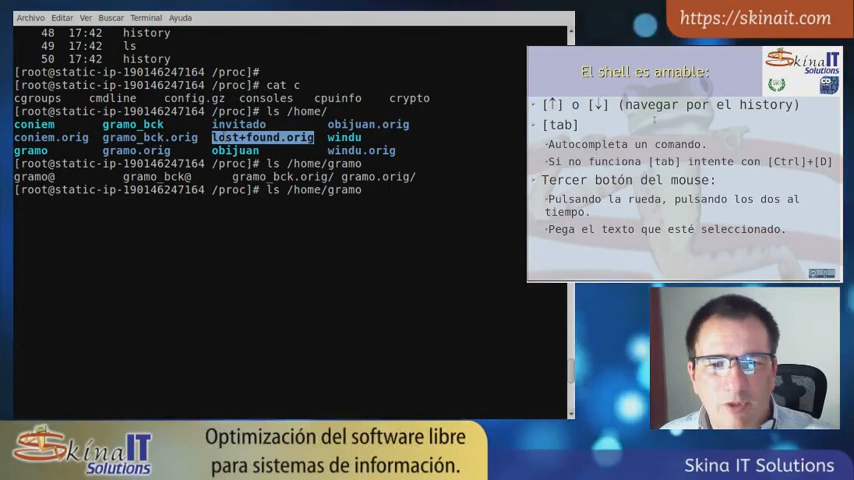 Archivo Editar Ver Buscar Terminal Ayuda
48 17:42 history
49 17:42 ls
50 17:42 history
[root@static-ip-190146247164 /proc]#
[root@static-ip-190146247164 /proc]# cat c
cgroups cmdline config.gz consoles cpuinfo crypto
[root@static-ip-190146247164 /proc]# ls /home/
coniem gramo_bck invitado obijuan.orig
coniem.orig gramo_bck.orig lost+found.orig windu
gramo gramo.orig obijuan windu.orig
[root@static-ip-190146247164 /proc]# ls /home/gramo
gramo@ gramo_bck@ gramo_bck.orig/ gramo.orig/
[root@static-ip-190146247164 /proc]# ls /home/gramo
https://skinait.com
El shell es amable:
Skína IT
Solutions
[↑] o [↓] (navegar por el history)
[tab]
Autocompleta un comando.
Si no funciona [tab] intente con [Ctrl]+[D]
Tercer botón del mouse:
Pulsando la rueda, pulsando los dos al
tiempo.
Pega el texto que esté seleccionado.
Skína IT
Solutions
Optimización del software libre
para sistemas de información.
Skina IT Solutions